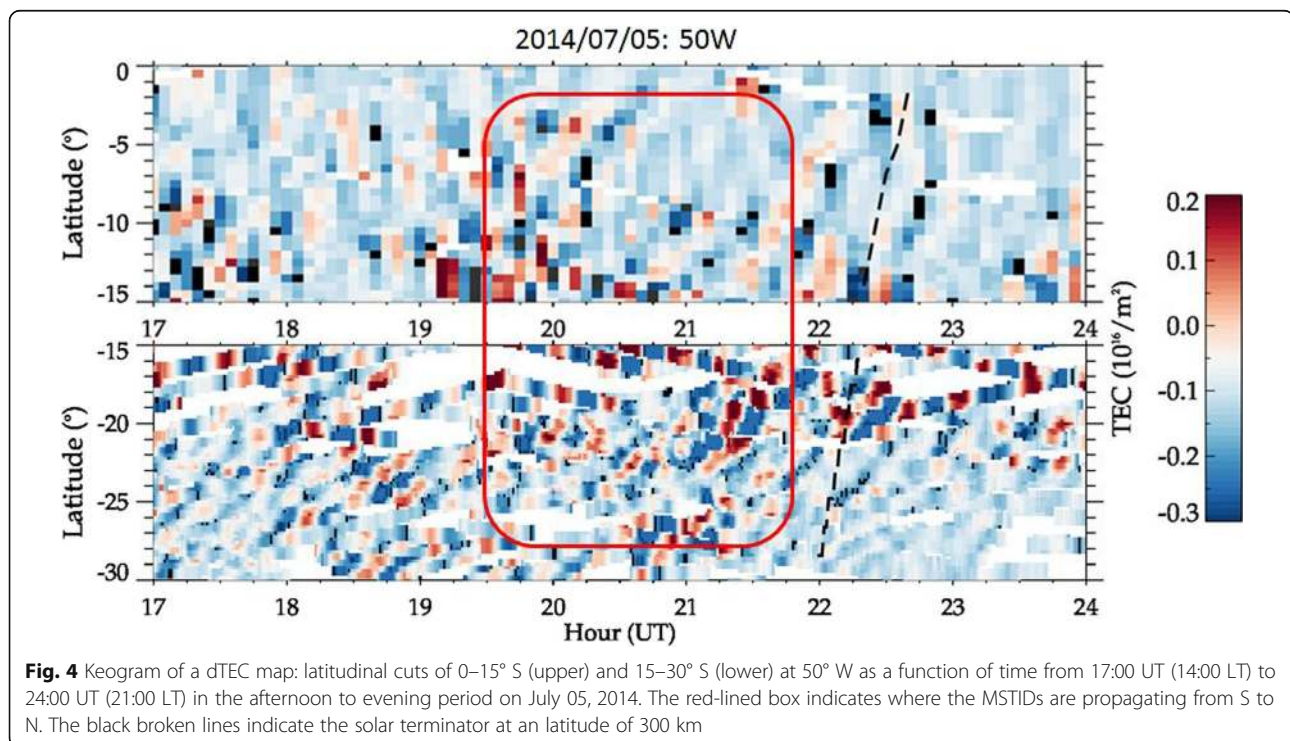 2014/07/05: 50W
0
-5
-10
-15
Latitude (°)
17 18 19 20 21 22 23 24
-15
-20
-25
-30
Latitude (°)
17 18 19 20 21 22 23 24
Hour (UT)
0.2
0.1
0.0
-0.1
-0.2
-0.3
TEC (10¹⁶/m²)
Fig. 4 Keogram of a dTEC map: latitudinal cuts of 0–15° S (upper) and 15–30° S (lower) at 50° W as a function of time from 17:00 UT (14:00 LT) to
24:00 UT (21:00 LT) in the afternoon to evening period on July 05, 2014. The red-lined box indicates where the MSTIDs are propagating from S to
N. The black broken lines indicate the solar terminator at an latitude of 300 km